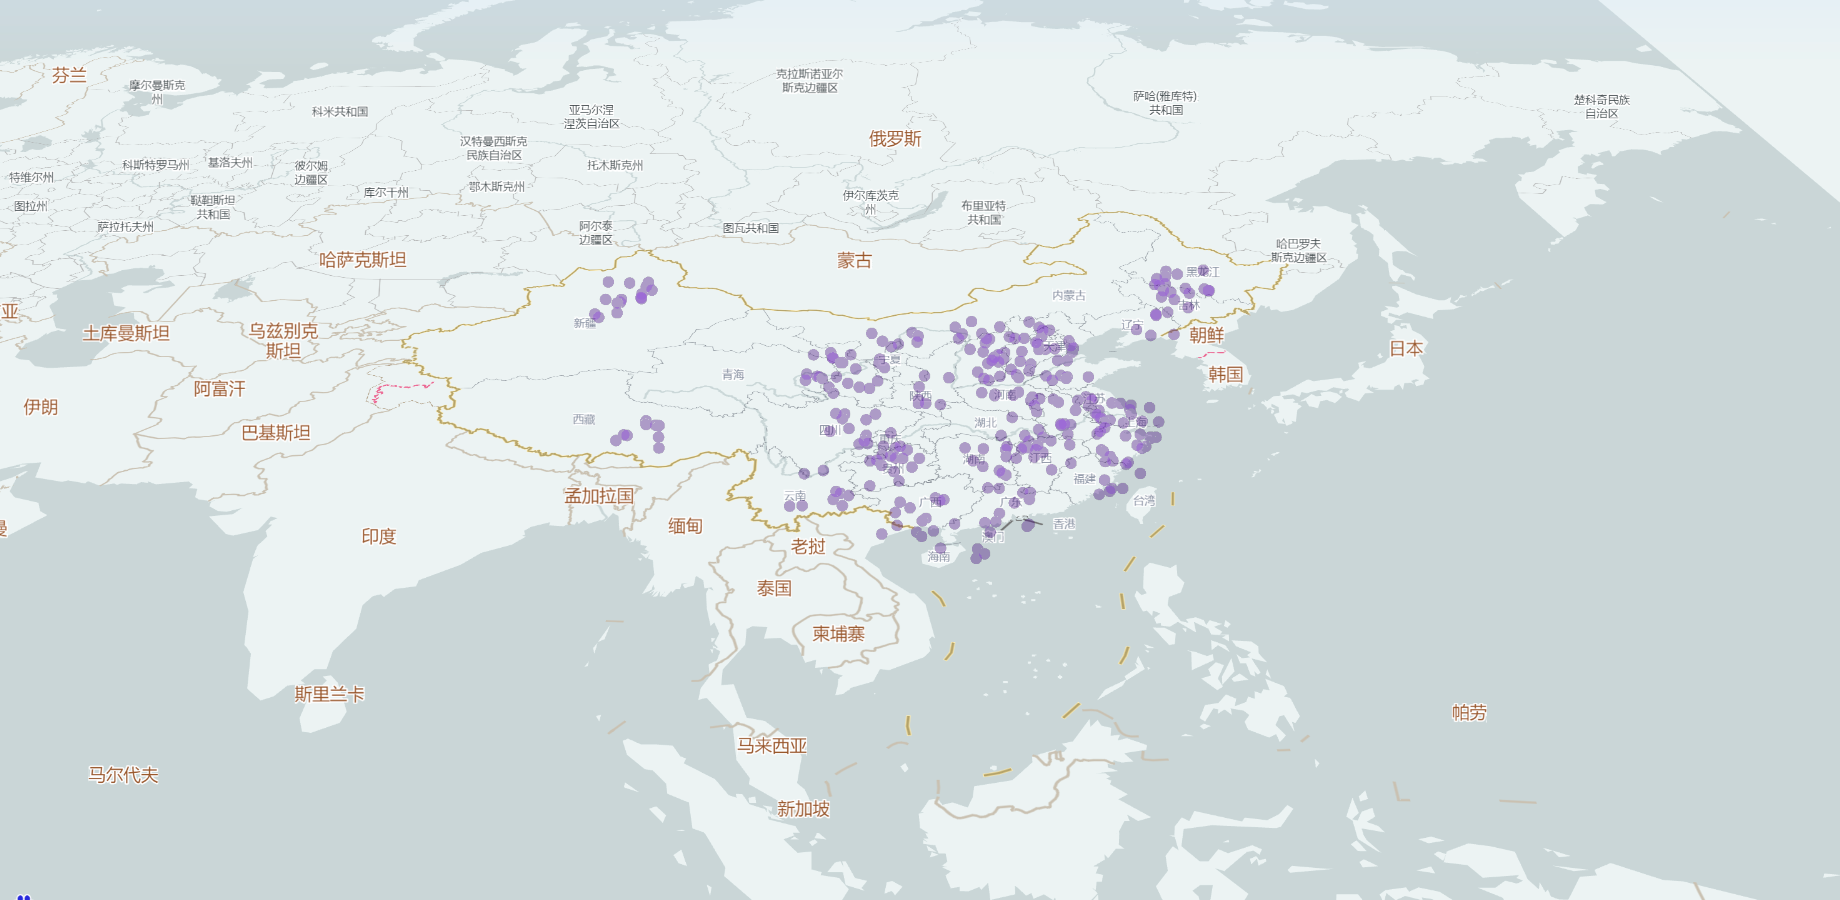 芬兰
摩尔曼斯克
州
科米共和国
克拉斯诺亚尔
斯克边疆区
亚马尔涅
涅茨自治区
萨哈(雅库特)
共和国
楚科奇民族
自治区
俄罗斯
汉特曼西斯克
民族自治区
科斯特罗马州
基洛夫州
彼尔姆
边疆区
托木斯克州
特维尔州
库尔干州
鄂木斯克州
伊尔库茨克
州
图拉州
鞑靼斯坦
共和国
布里亚特
共和国
萨拉托夫州
阿尔泰
边疆区
图瓦共和国
哈巴罗夫
斯克边疆区
哈萨克斯坦
蒙古
黑龙江
内蒙古
吉林
亚
新疆
辽宁
土库曼斯坦
乌兹别克
斯坦
朝鲜
日本
天津
宁夏
青海
韩国
阿富汗
陕西
河南
江苏
伊朗
西藏
湖北
上海
巴基斯坦
四川
重庆
湖南
江西
贵州
福建
孟加拉国
云南
广西
广东
台湾
缅甸
香港
曼
印度
澳门
老挝
海南
泰国
柬埔寨
斯里兰卡
帕劳
马来西亚
马尔代夫
新加坡